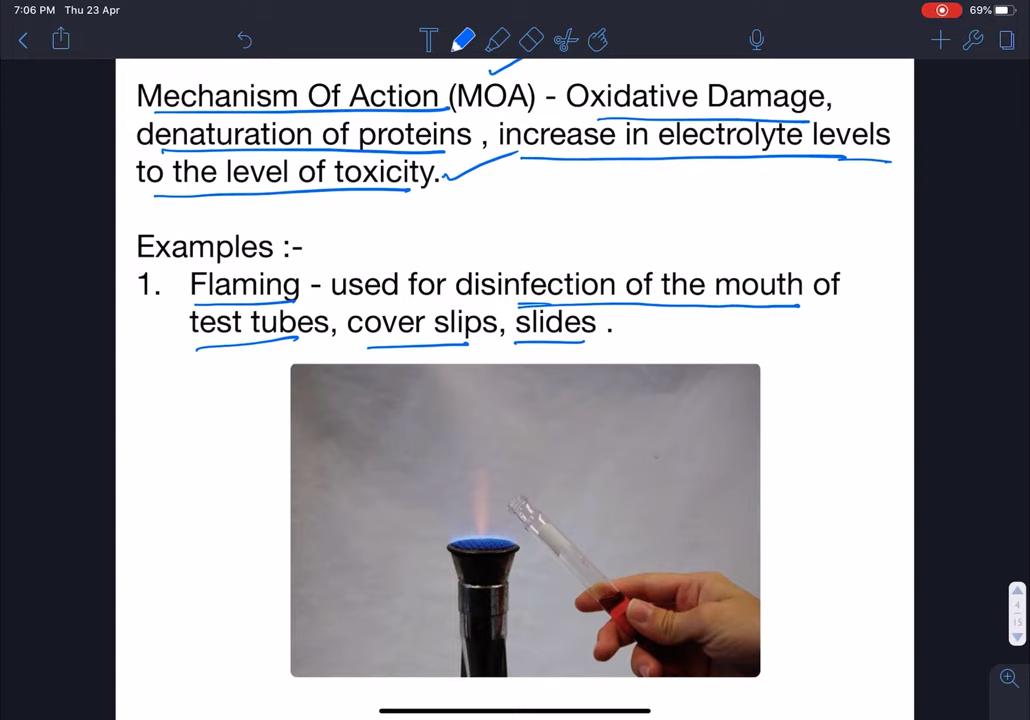 7:06 PM Thu 23 Apr
69%
T
Mechanism Of Action (MOA) - Oxidative Damage,
denaturation of proteins , increase in electrolyte levels
to the level of toxicity.
Examples :-
1. Flaming - used for disinfection of the mouth of
test tubes, cover slips, slides .
4
15